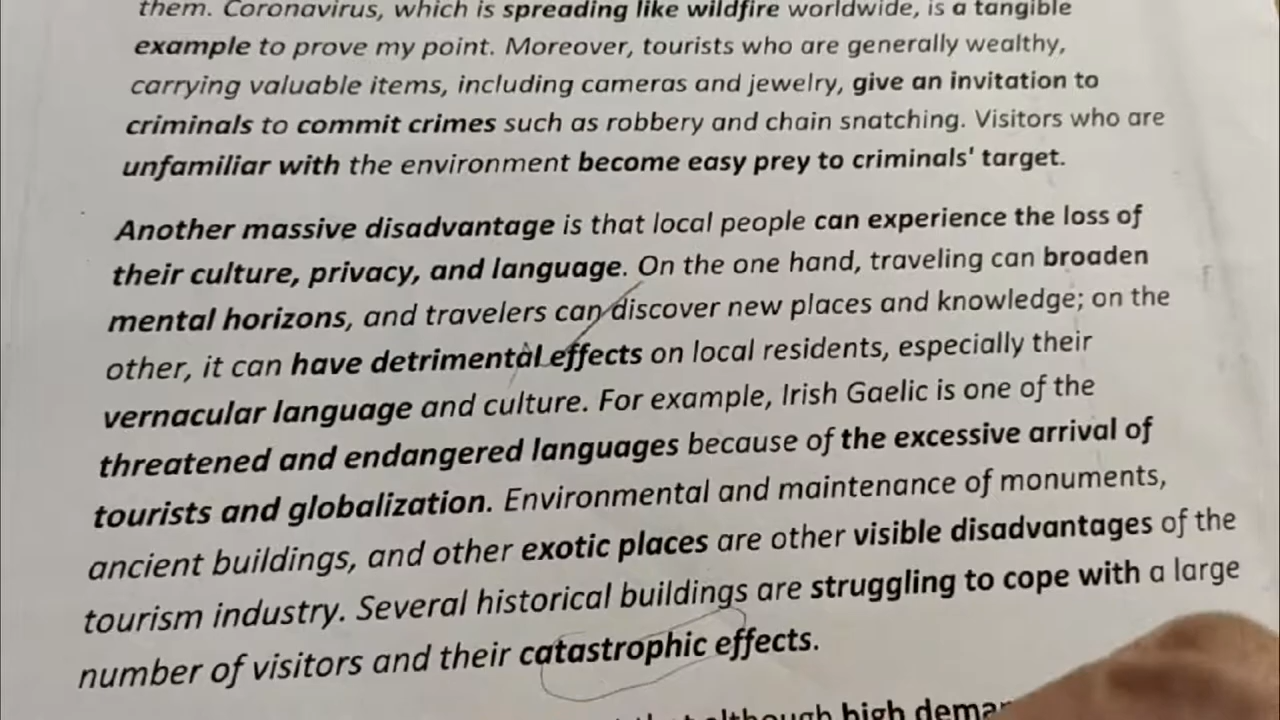 them. Coronavirus, which is spreading like wildfire worldwide, is a tangible
example to prove my point. Moreover, tourists who are generally wealthy,
carrying valuable items, including cameras and jewelry, give an invitation to
criminals to commit crimes such as robbery and chain snatching. Visitors who are
unfamiliar with the environment become easy prey to criminals' target.
Another massive disadvantage is that local people can experience the loss of
their culture, privacy, and language. On the one hand, traveling can broaden
mental horizons, and travelers can discover new places and knowledge; on the
other, it can have detrimental effects on local residents, especially their
vernacular language and culture. For example, Irish Gaelic is one of the
threatened and endangered languages because of the excessive arrival of
tourists and globalization. Environmental and maintenance of monuments,
ancient buildings, and other exotic places are other visible disadvantages of the
tourism industry. Several historical buildings are struggling to cope with a large
number of visitors and their catastrophic effects.
although high